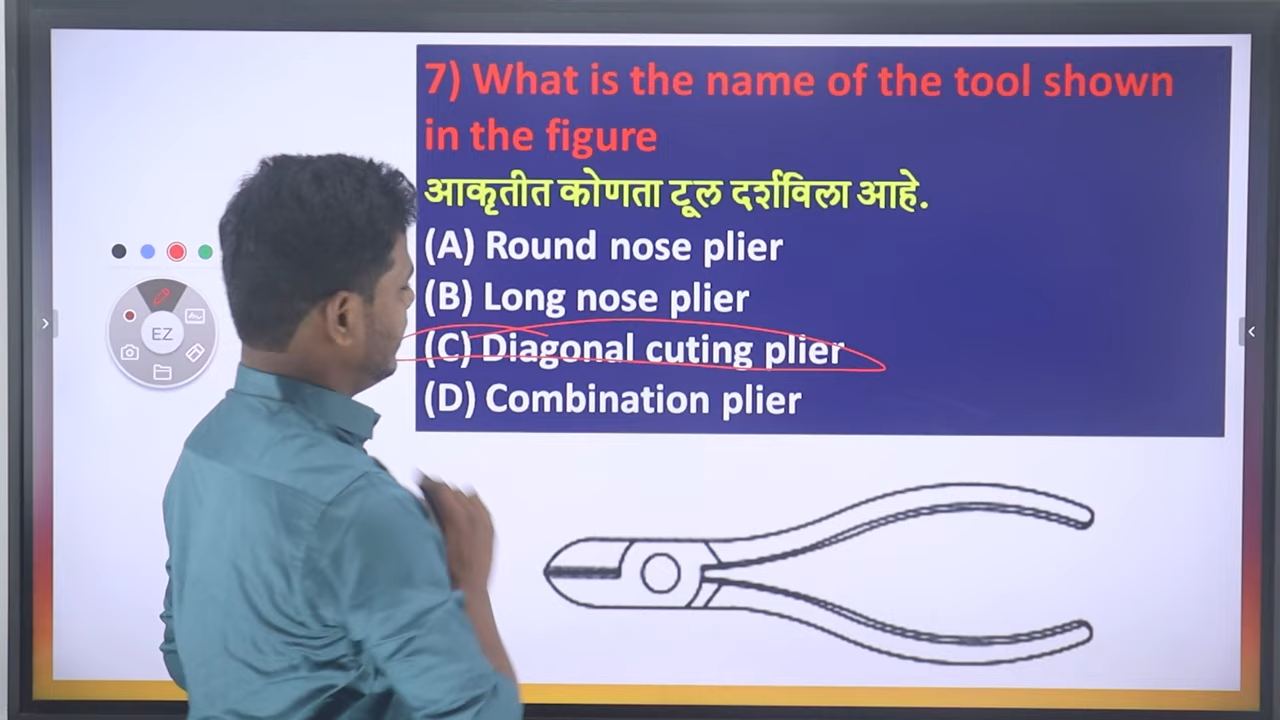 7) What is the name of the tool shown
in the figure
आकृतीत कोणता टूल दर्शविला आहे.
(A) Round nose plier
(B) Long nose plier
(C) Diagonal cuting plier
(D) Combination plier
EZ